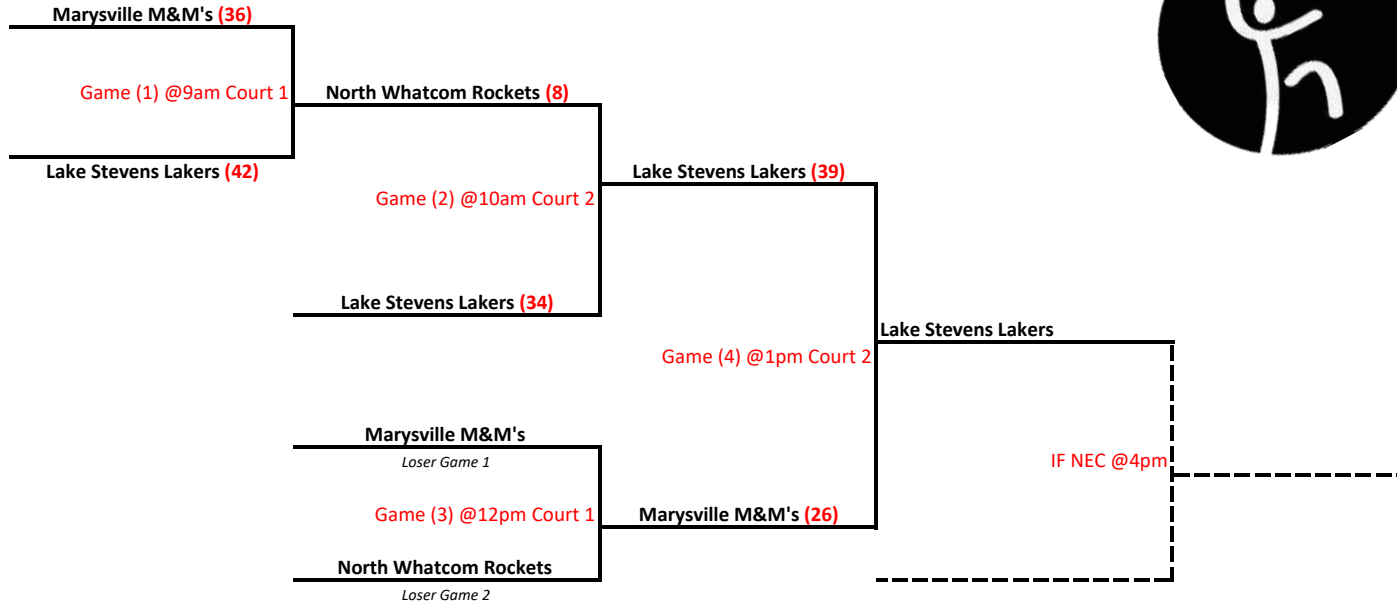 Marysville M&M's (36)
Game (1) @9am Court 1
North Whatcom Rockets (8)
Lake Stevens Lakers (42)
Lake Stevens Lakers (39)
Game (2) @10am Court 2
Lake Stevens Lakers (34)
Lake Stevens Lakers
Game (4) @1pm Court 2
Marysville M&M's
Loser Game 1
IF NEC @4pm
Game (3) @12pm Court 1
Marysville M&M's (26)
North Whatcom Rockets
Loser Game 2